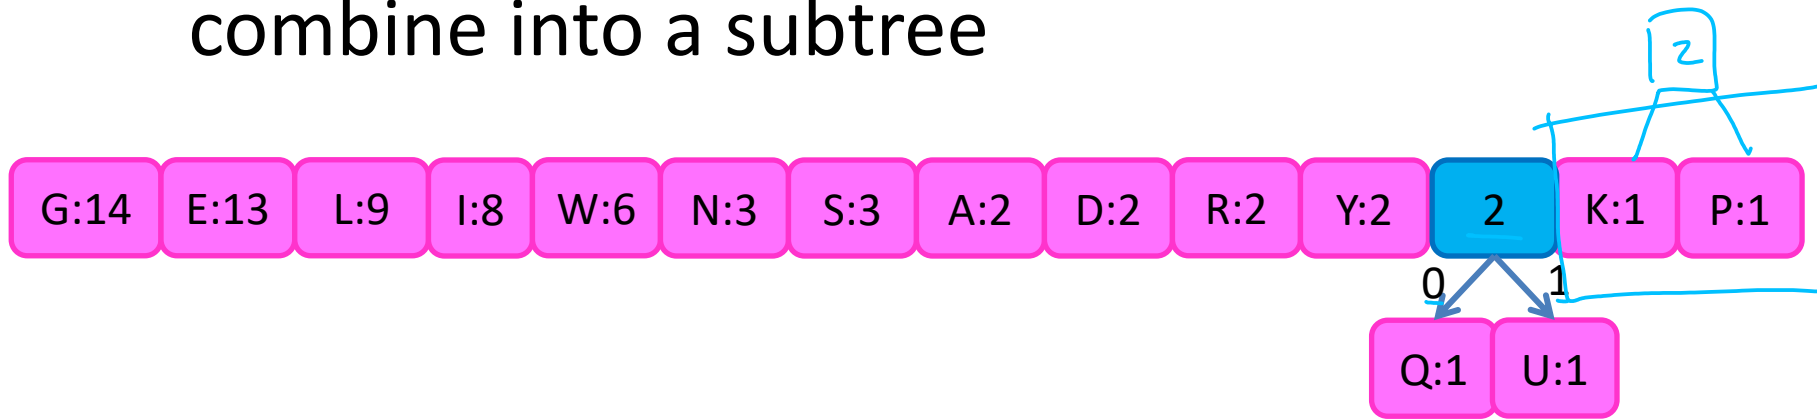 combine into a subtree
2
G:14 E:13 L:9 I:8 W:6 N:3 S:3 A:2 D:2 R:2 Y:2 2 K:1 P:1
0 1
Q:1 U:1